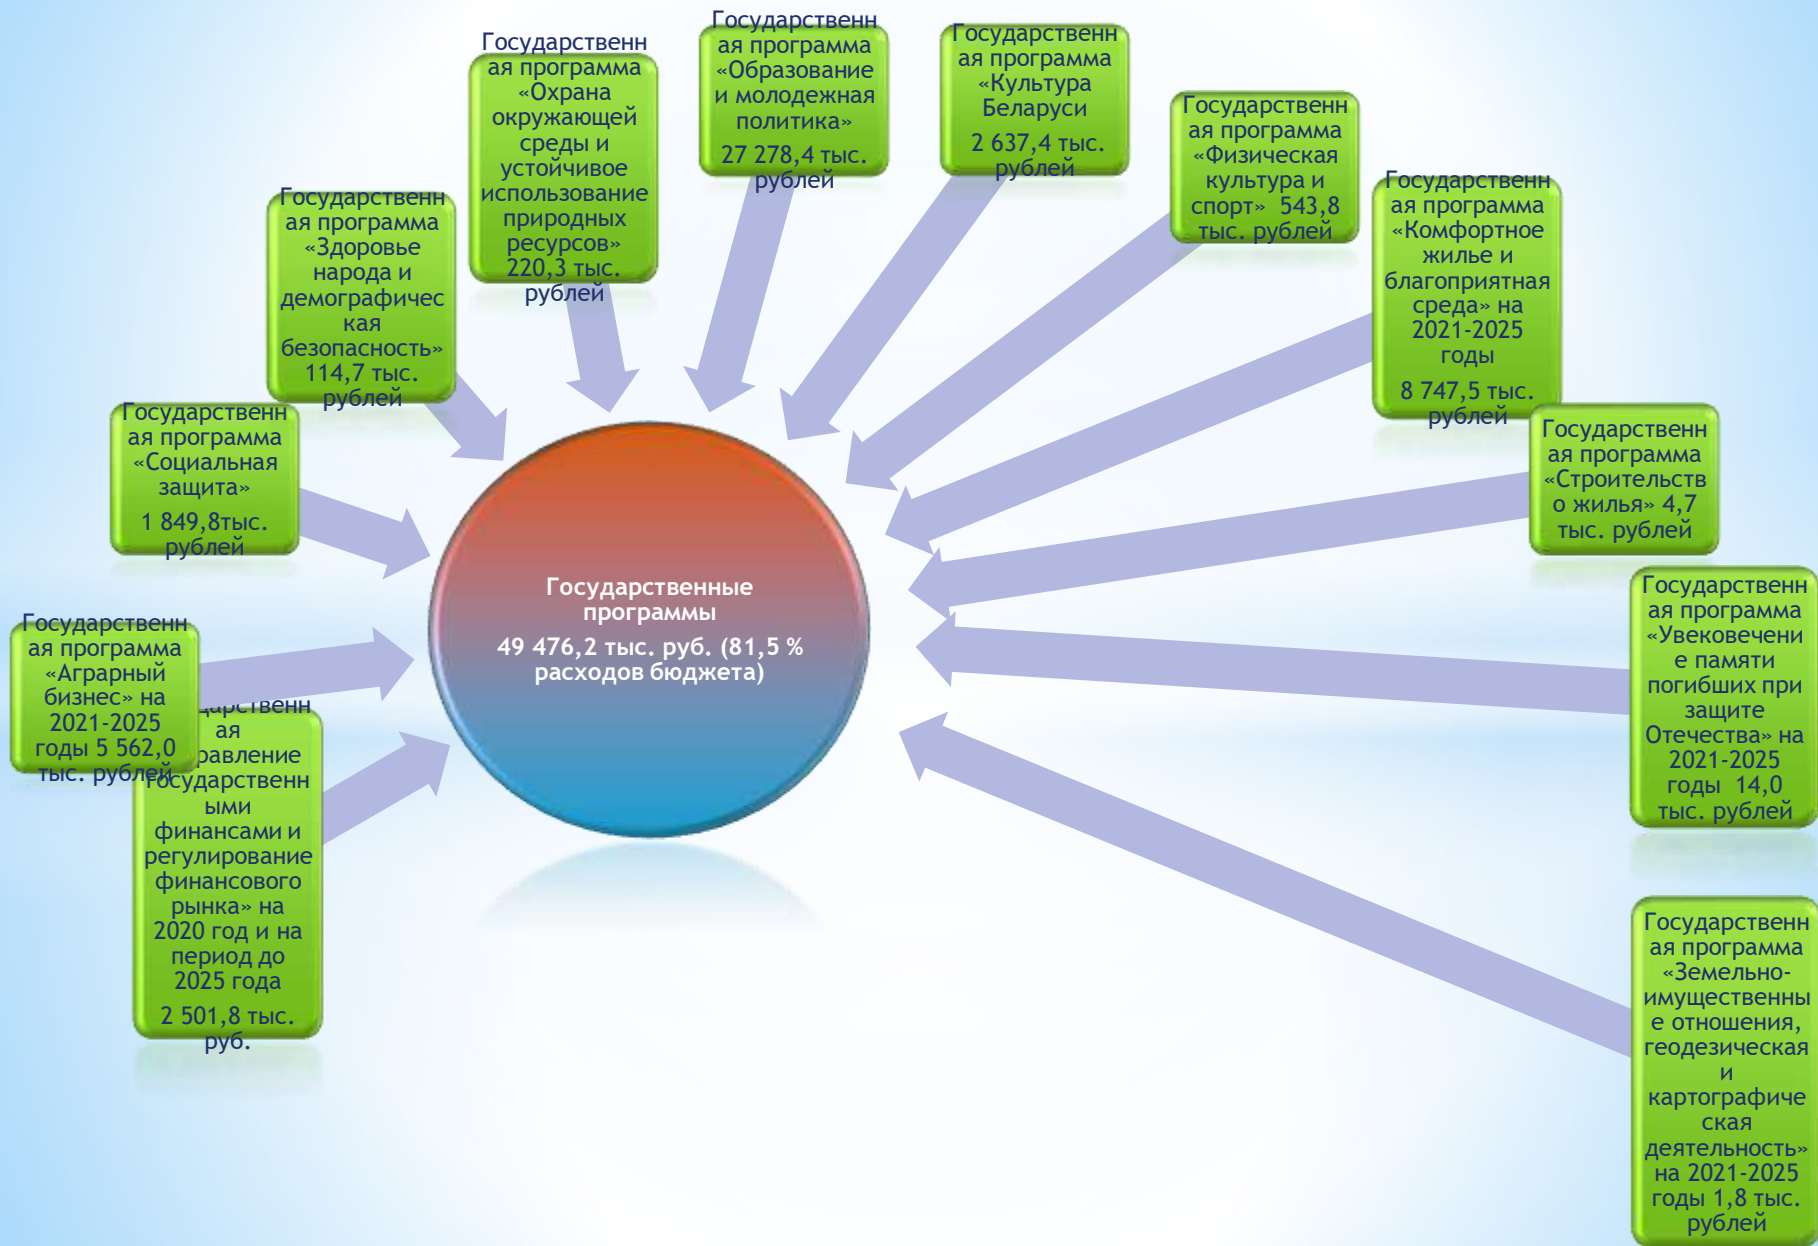 Государственн
ая программа
«Охрана
окружающей
среды и
устойчивое
использование
природных
ресурсов»
220,3 тыс.
рублей
Государственн
ая программа
«Образование
и молодежная
политика»
27 278,4 тыс.
рублей
Государственн
ая программа
«Культура
Беларуси
2 637,4 тыс.
рублей
Государственн
ая программа
«Физическая
культура и
спорт» 543,8
тыс. рублей
Государственн
ая программа
«Комфортное
жилье и
благоприятная
среда» на
2021-2025
годы
8 747,5 тыс.
рублей
Государственн
ая программа
«Здоровье
народа и
демографичес
кая
безопасность»
114,7 тыс.
рублей
Государственн
ая программа
«Социальная
защита»
1 849,8тыс.
рублей
Государственн
ая программа
«Строительств
о жилья» 4,7
тыс. рублей
Государственные
программы
49 476,2 тыс. руб. (81,5 %
расходов бюджета)
Государственн
ая программа
«Аграрный
бизнес» на
2021-2025
годы 5 562,0
тыс. рублей
ая
государственн
ыми
финансами и
регулирование
финансового
рынка» на
2020 год и на
период до
2025 года
2 501,8 тыс.
руб.
Государственн
ая программа
«Увековечени
е памяти
погибших при
защите
Отечества» на
2021-2025
годы 14,0
тыс. рублей
Государственн
ая программа
«Земельно-
имущественны
е отношения,
геодезическая
и
картографиче
ская
деятельность»
на 2021-2025
годы 1,8 тыс.
рублей